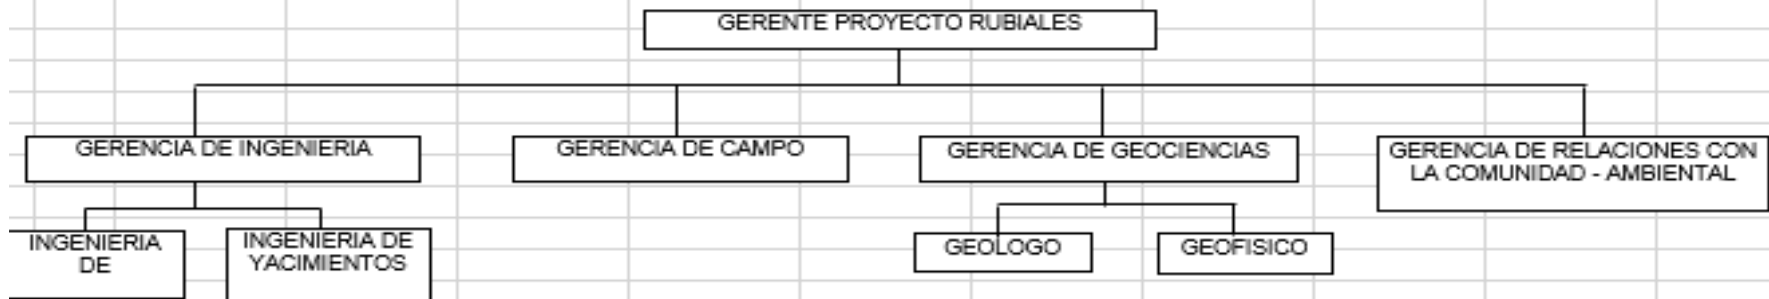 GERENTE PROYECTO RUBIALES
GERENCIA DE INGENIERIA
GERENCIA DE CAMPO
GERENCIA DE GEOCIENCIAS
GERENCIA DE RELACIONES CON
LA COMUNIDAD - AMBIENTAL
INGENIERIA
DE
INGENIERIA DE
YACIMIENTOS
GEOLOGO
GEOFISICO